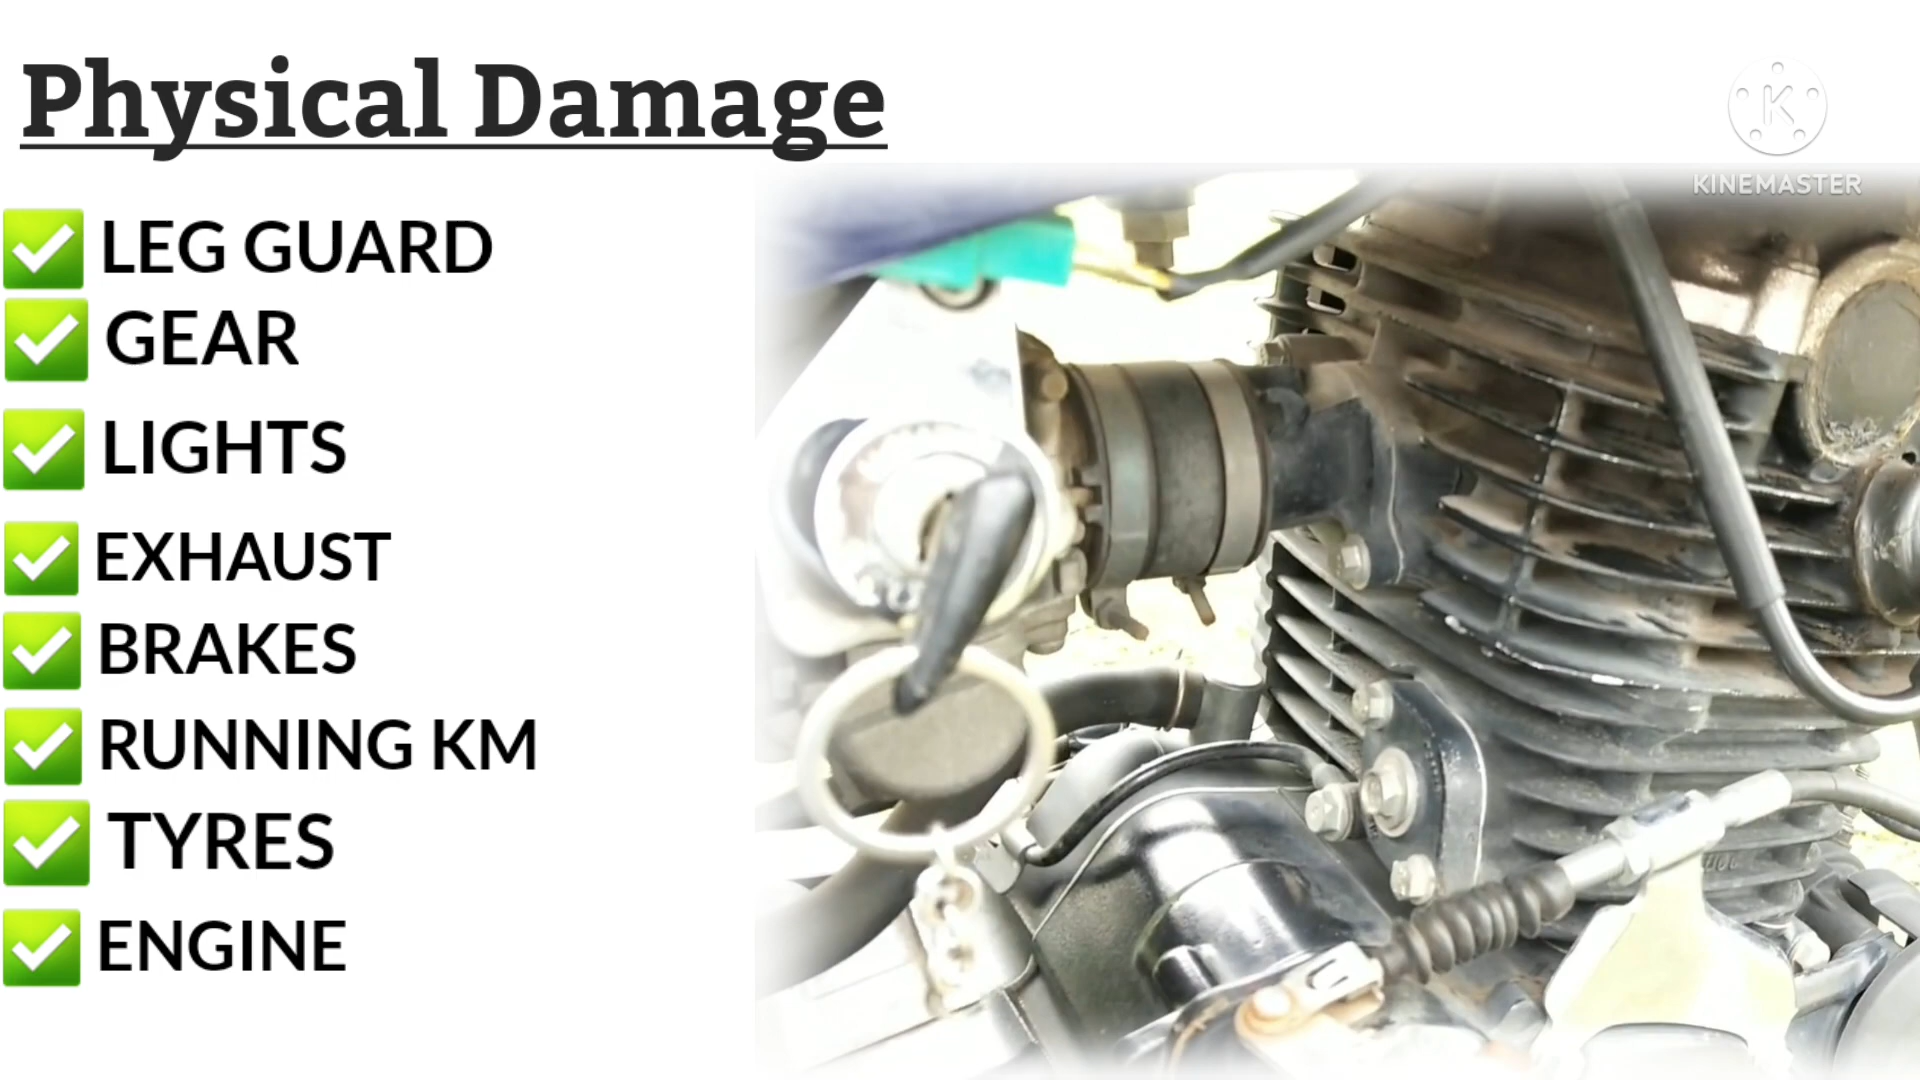 Physical Damage
K
KINEMASTER
✅ LEG GUARD
✅ GEAR
✅ LIGHTS
✅ EXHAUST
✅ BRAKES
✅ RUNNING KM
✅ TYRES
✅ ENGINE